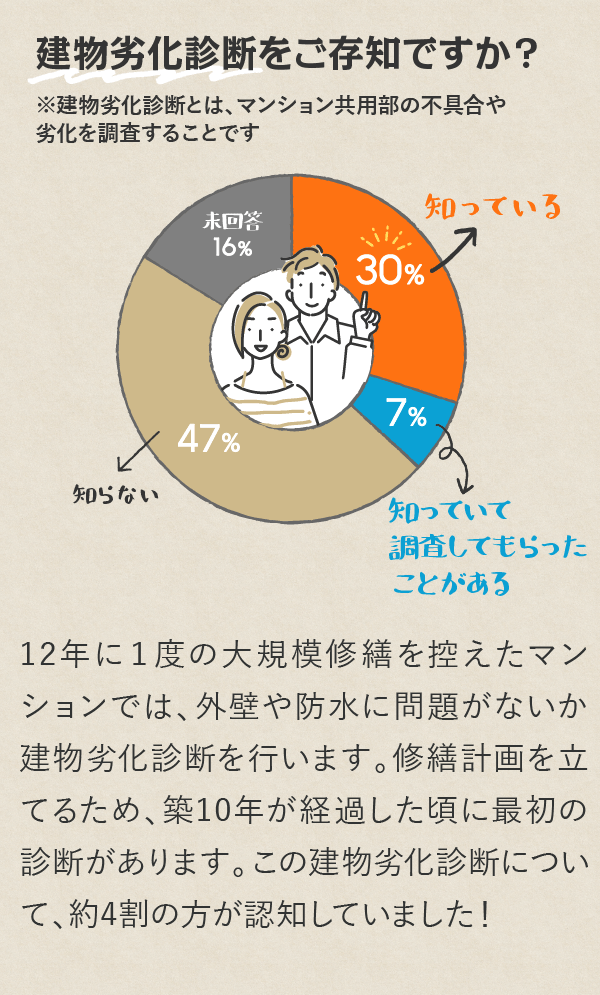 建物劣化診断をご存知ですか？
※建物劣化診断とは、マンション共用部の不具合や
劣化を調査することです
知っている
未回答
16%
30%
7%
47%
知らない
知っていて
調査してもらった
ことがある
12年に１度の大規模修繕を控えたマン
ションでは、外壁や防水に問題がないか
建物劣化診断を行います。修繕計画を立
てるため、築10年が経過した頃に最初の
診断があります。この建物劣化診断につい
て、約4割の方が認知していました！